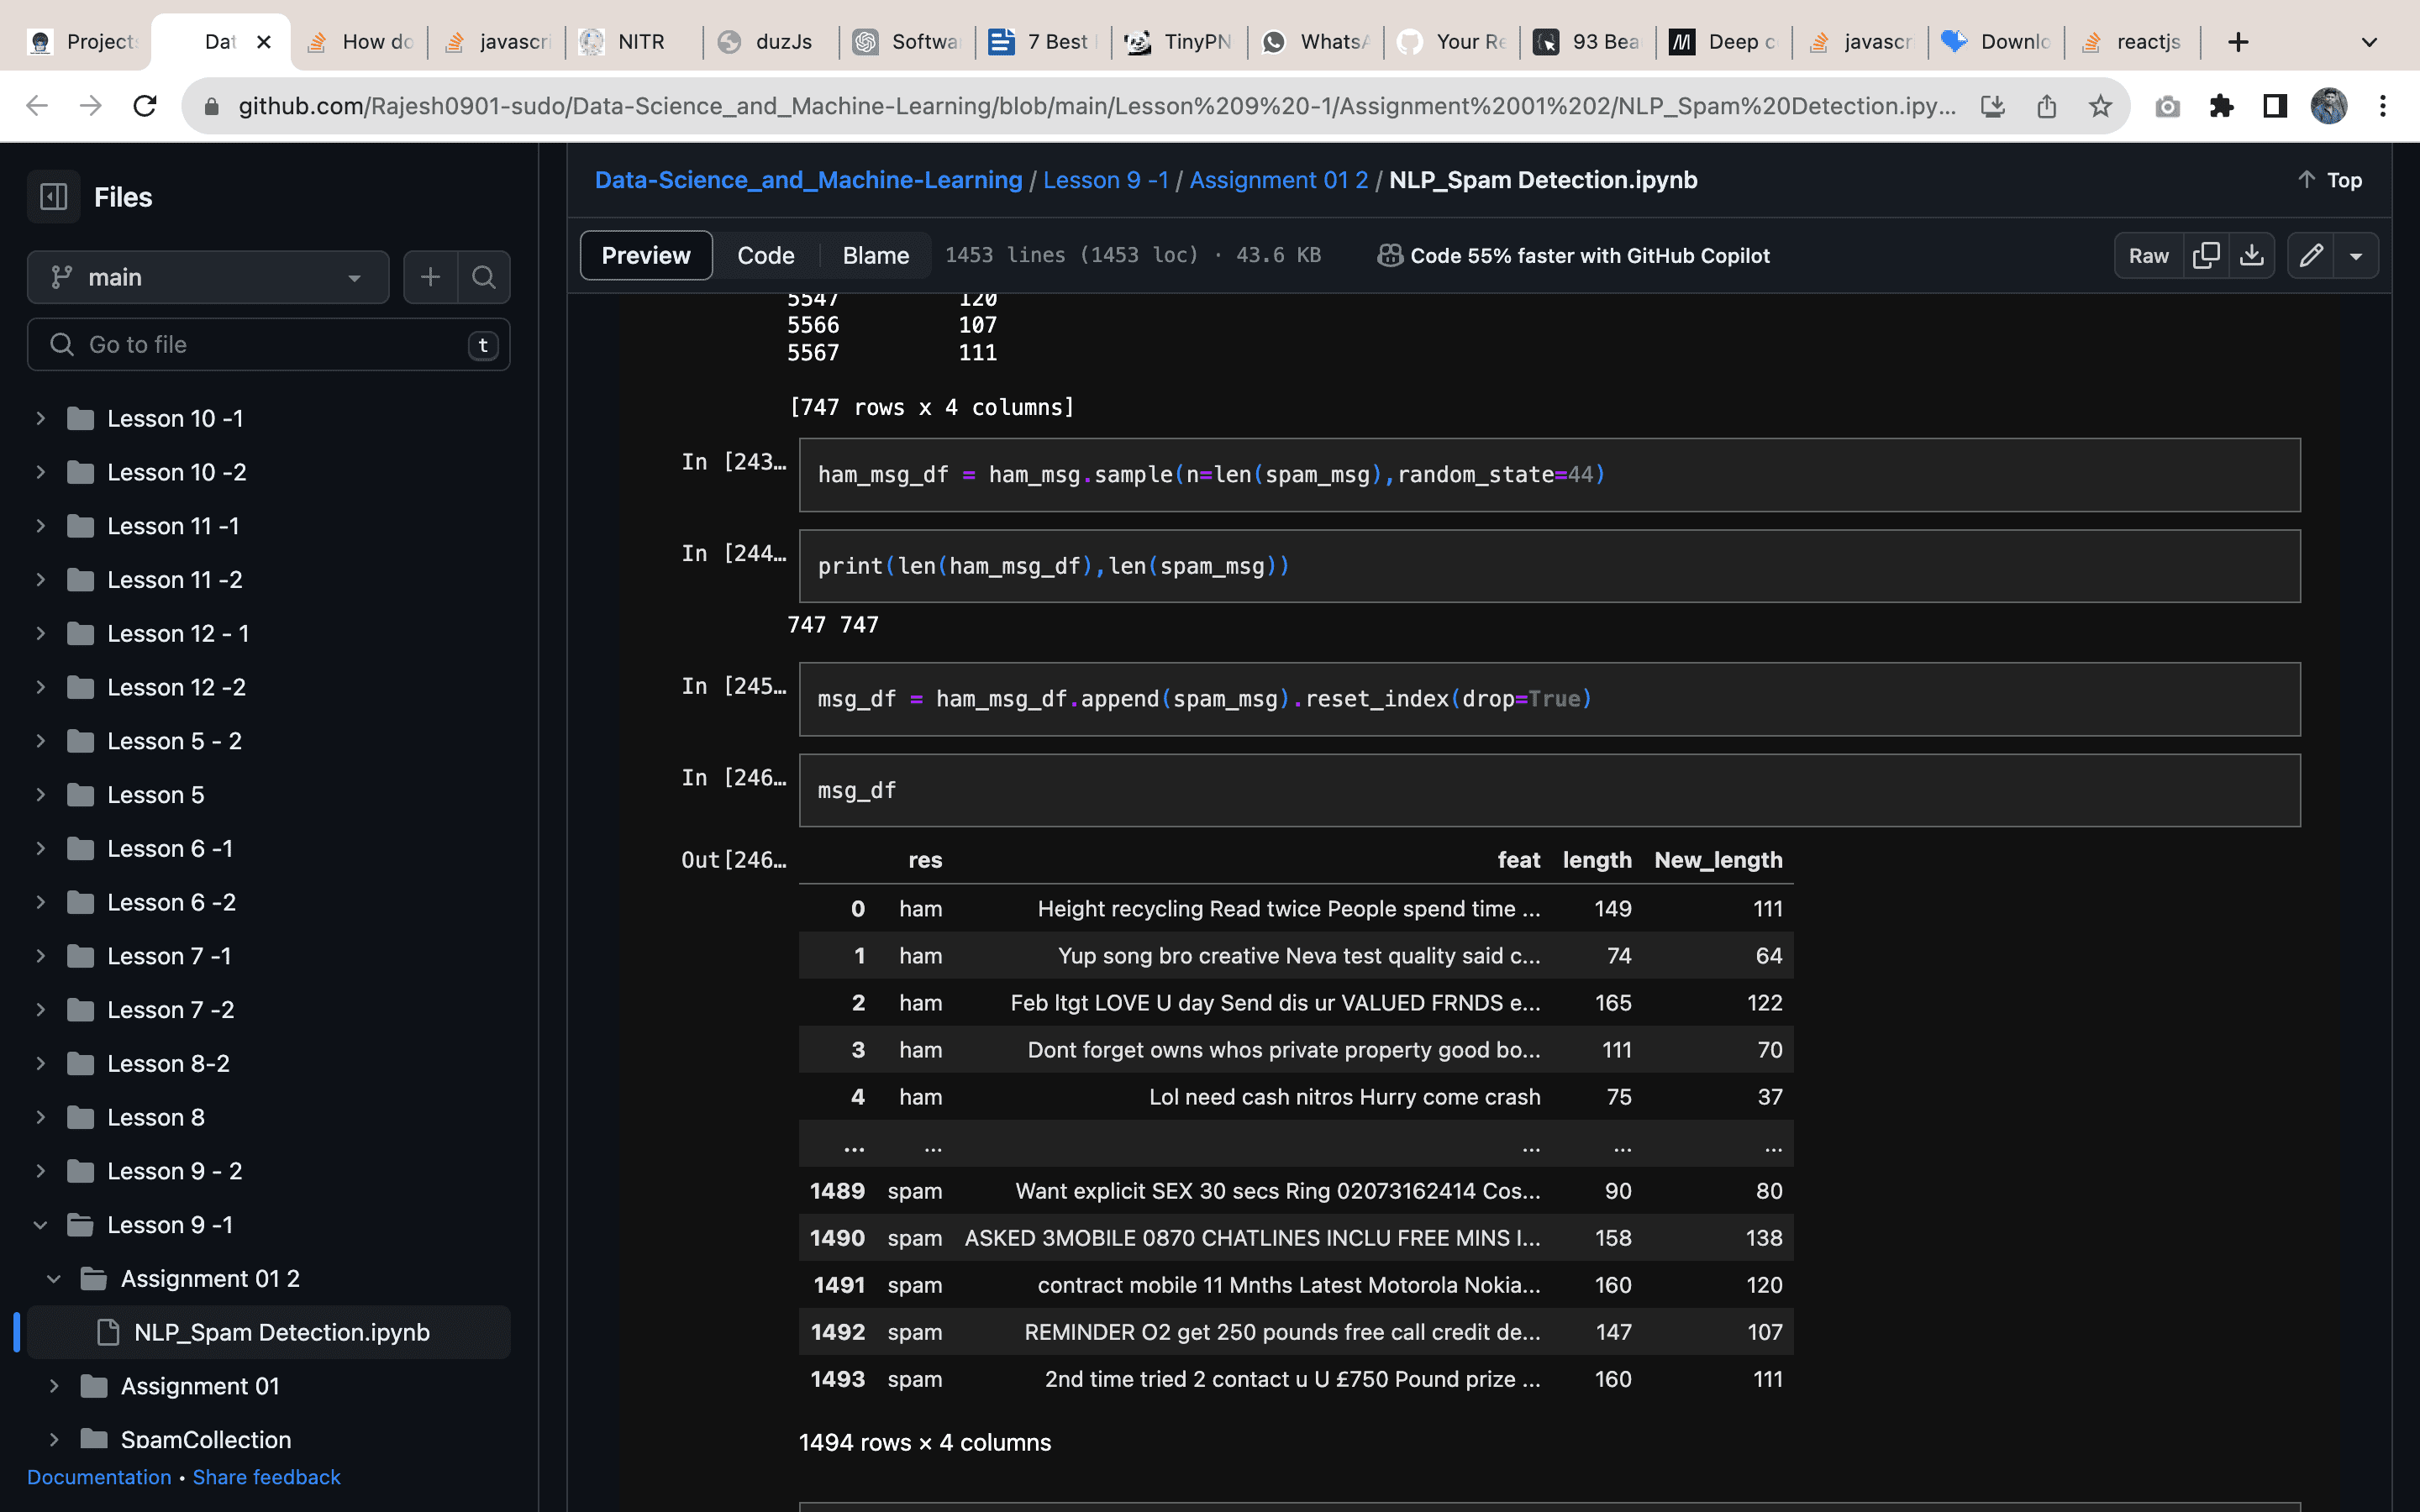 Project
Dat
How do
javascri
NITR
duzJs
Softwa
7 Best
TinyPN
WhatsA
Your Re
93 Bea
Deep c
javascr
Downlo
reactjs
github.com/Rajesh0901-sudo/Data-Science_and_Machine-Learning/blob/main/Lesson%209%20-1/Assignment%2001%202/NLP_Spam%20Detection.ipy...
Files
main
Go to file
t
Lesson 10 -1
Lesson 10 -2
Lesson 11 -1
Lesson 11 -2
Lesson 12 - 1
Lesson 12 -2
Lesson 5 - 2
Lesson 5
Lesson 6 -1
Lesson 6 -2
Lesson 7 -1
Lesson 7 -2
Lesson 8-2
Lesson 8
Lesson 9 - 2
Lesson 9 -1
Assignment 01 2
NLP_Spam Detection.ipynb
Assignment 01
SpamCollection
Documentation • Share feedback
Data-Science_and_Machine-Learning / Lesson 9 -1 / Assignment 01 2 / NLP_Spam Detection.ipynb
Top
Preview Code Blame 1453 lines (1453 loc) · 43.6 KB Code 55% faster with GitHub Copilot Raw
5547 120
5566 107
5567 111
[747 rows x 4 columns]
In [243… ham_msg_df = ham_msg.sample(n=len(spam_msg),random_state=44)
In [244… print(len(ham_msg_df),len(spam_msg))
747 747
In [245… msg_df = ham_msg_df.append(spam_msg).reset_index(drop=True)
In [246… msg_df
Out[246… res feat length New_length
0 ham Height recycling Read twice People spend time ... 149 111
1 ham Yup song bro creative Neva test quality said c... 74 64
2 ham Feb ltgt LOVE U day Send dis ur VALUED FRNDS e... 165 122
3 ham Dont forget owns whos private property good bo... 111 70
4 ham Lol need cash nitros Hurry come crash 75 37
... ... ... ... ...
1489 spam Want explicit SEX 30 secs Ring 02073162414 Cos... 90 80
1490 spam ASKED 3MOBILE 0870 CHATLINES INCLU FREE MINS I... 158 138
1491 spam contract mobile 11 Mnths Latest Motorola Nokia... 160 120
1492 spam REMINDER O2 get 250 pounds free call credit de... 147 107
1493 spam 2nd time tried 2 contact u U £750 Pound prize ... 160 111
1494 rows × 4 columns